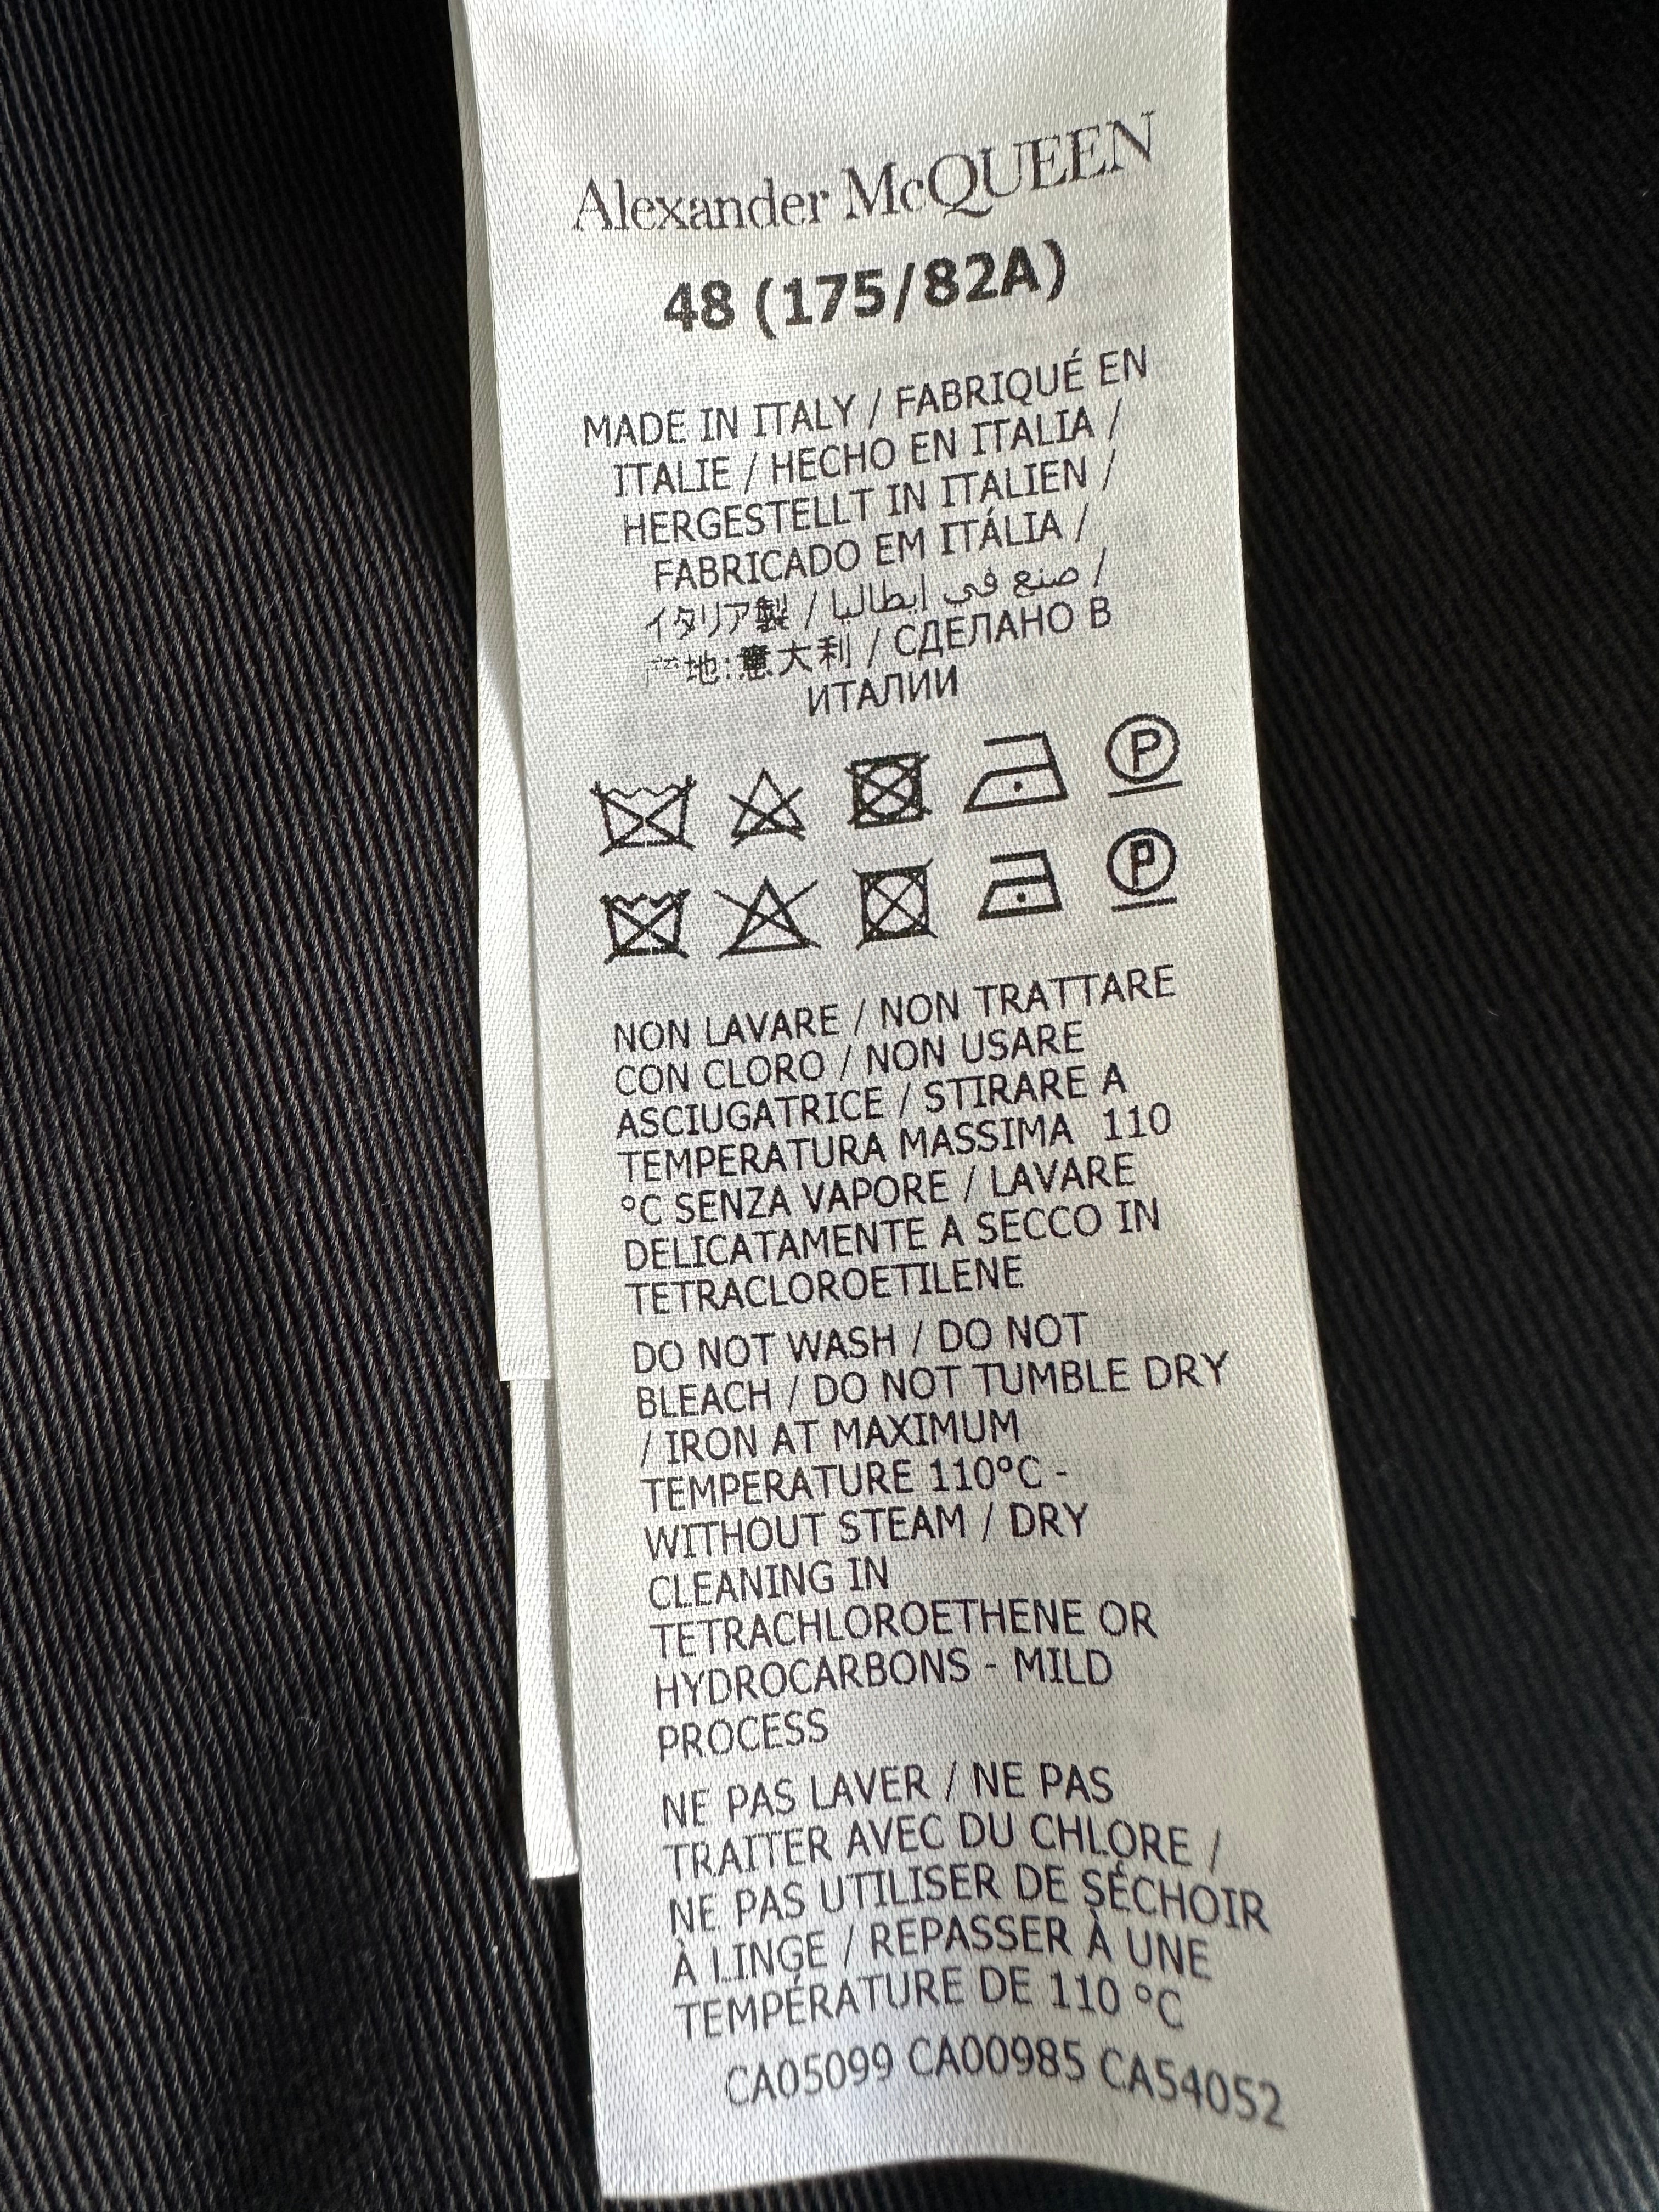 Alexander McQUEEN
48 (175/82A)
MADE IN ITALY / FABRIQUÉ EN
ITALIE / HECHO EN ITALIA /
HERGESTELLT IN ITALIEN /
FABRICADO EM ITÁLIA /
イタリア製 / صنع في إيطاليا /
产地:意大利 / СДЕЛАНО В
ИТАЛИИ
P
P
NON LAVARE / NON TRATTARE
CON CLORO / NON USARE
ASCIUGATRICE / STIRARE A
TEMPERATURA MASSIMA 110
°C SENZA VAPORE / LAVARE
DELICATAMENTE A SECCO IN
TETRACLOROETILENE
DO NOT WASH / DO NOT
BLEACH / DO NOT TUMBLE DRY
/ IRON AT MAXIMUM
TEMPERATURE 110°C -
WITHOUT STEAM / DRY
CLEANING IN
TETRACHLOROETHENE OR
HYDROCARBONS - MILD
PROCESS
NE PAS LAVER / NE PAS
TRAITER AVEC DU CHLORE /
NE PAS UTILISER DE SÉCHOIR
À LINGE / REPASSER À UNE
TEMPÉRATURE DE 110 °C
CA05099 CA00985 CA54052